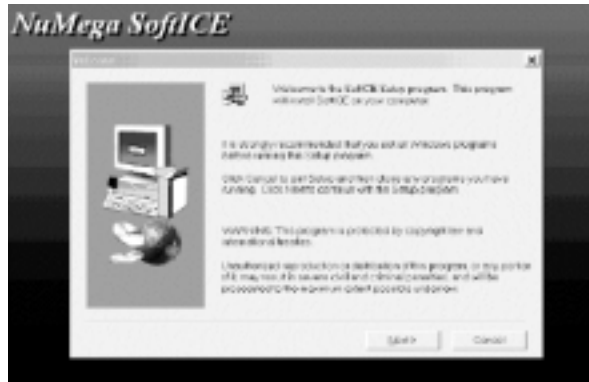 NuMega SoftICE
Welcome
Welcome to the SoftICE Setup program. This program
will install SoftICE on your computer.
It is strongly recommended that you exit all Windows programs
before running this Setup program.
Click Cancel to quit Setup and then close any programs you have
running. Click Next to continue with the Setup program.
WARNING: This program is protected by copyright law and
international treaties.
Unauthorized reproduction or distribution of this program, or any portion
of it, may result in severe civil and criminal penalties, and will be
prosecuted to the maximum extent possible under law.
Next >
Cancel